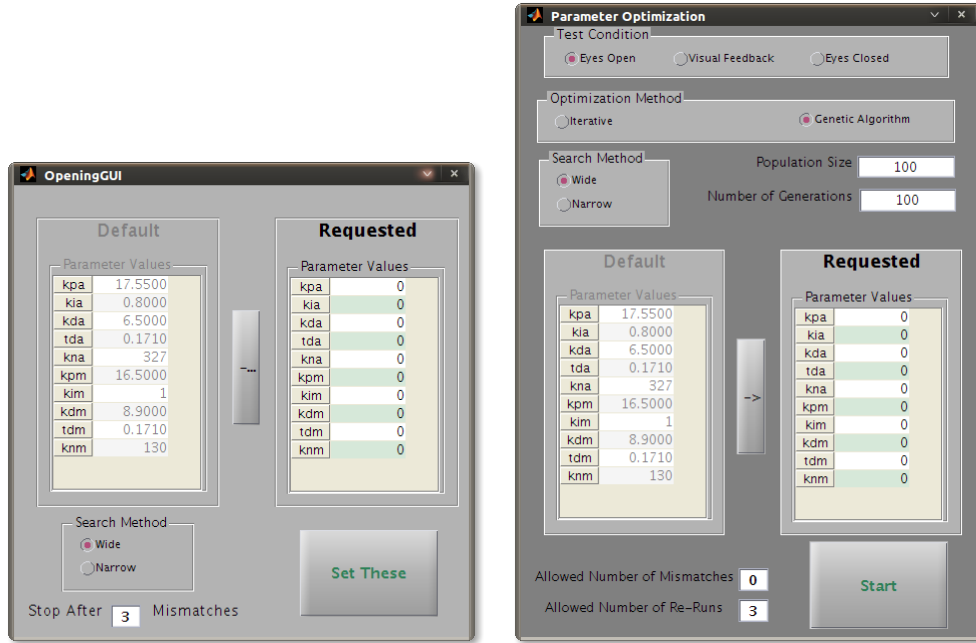 OpeningGUI
Default
Parameter Values
kpa 17.5500
kia 0.8000
kda 6.5000
tda 0.1710
kna 327
kpm 16.5000
kim 1
kdm 8.9000
tdm 0.1710
knm 130
-...
Requested
Parameter Values
kpa 0
kia 0
kda 0
tda 0
kna 0
kpm 0
kim 0
kdm 0
tdm 0
knm 0
Search Method
Wide
Narrow
Set These
Stop After 3 Mismatches
Parameter Optimization
Test Condition
Eyes Open Visual Feedback Eyes Closed
Optimization Method
Iterative Genetic Algorithm
Search Method
Wide
Narrow
Population Size 100
Number of Generations 100
Default
Parameter Values
kpa 17.5500
kia 0.8000
kda 6.5000
tda 0.1710
kna 327
kpm 16.5000
kim 1
kdm 8.9000
tdm 0.1710
knm 130
->
Requested
Parameter Values
kpa 0
kia 0
kda 0
tda 0
kna 0
kpm 0
kim 0
kdm 0
tdm 0
knm 0
Allowed Number of Mismatches 0
Allowed Number of Re-Runs 3
Start